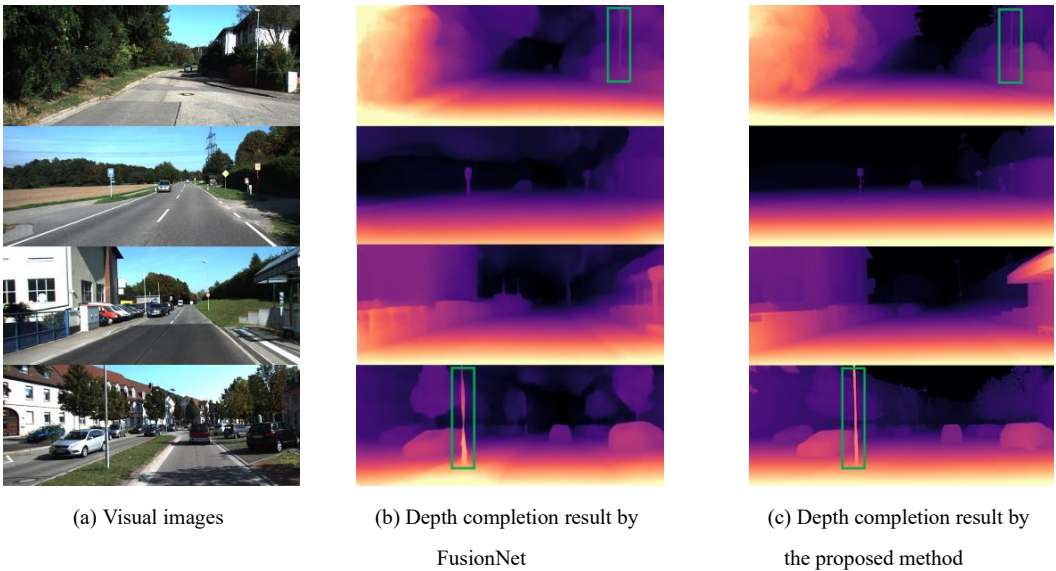 (a) Visual images
(b) Depth completion result by
FusionNet
(c) Depth completion result by
the proposed method